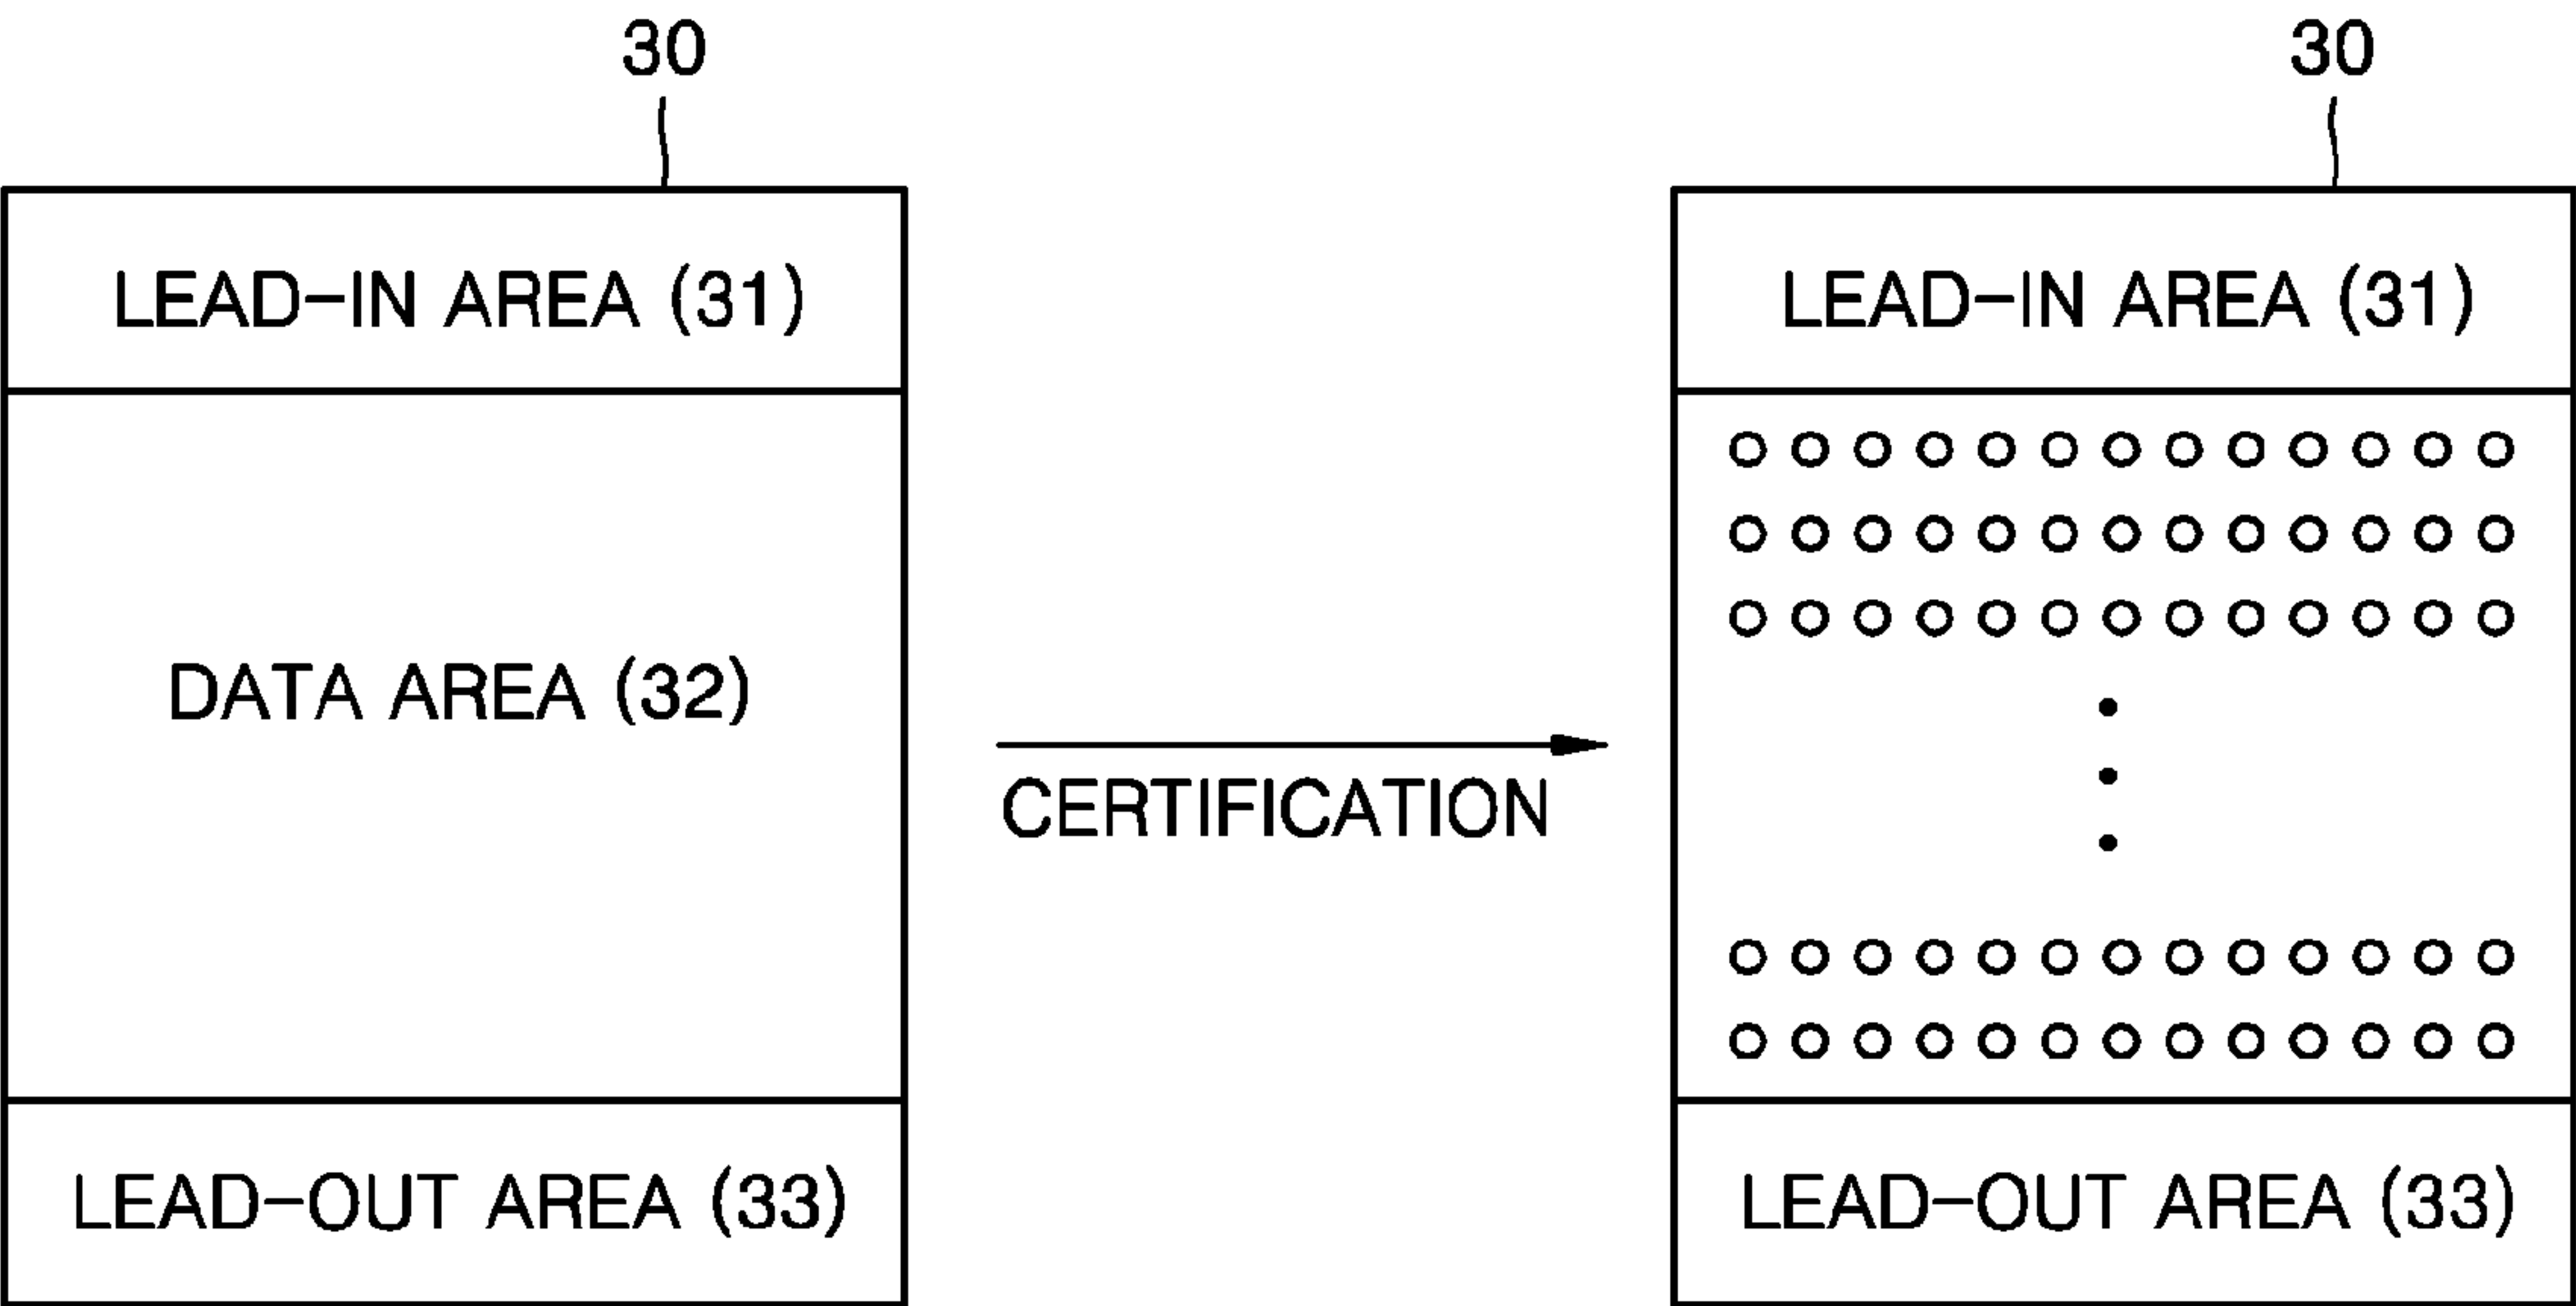 30
LEAD-IN AREA (31)
DATA AREA (32)
LEAD-OUT AREA (33)
CERTIFICATION
30
LEAD-IN AREA (31)
LEAD-OUT AREA (33)